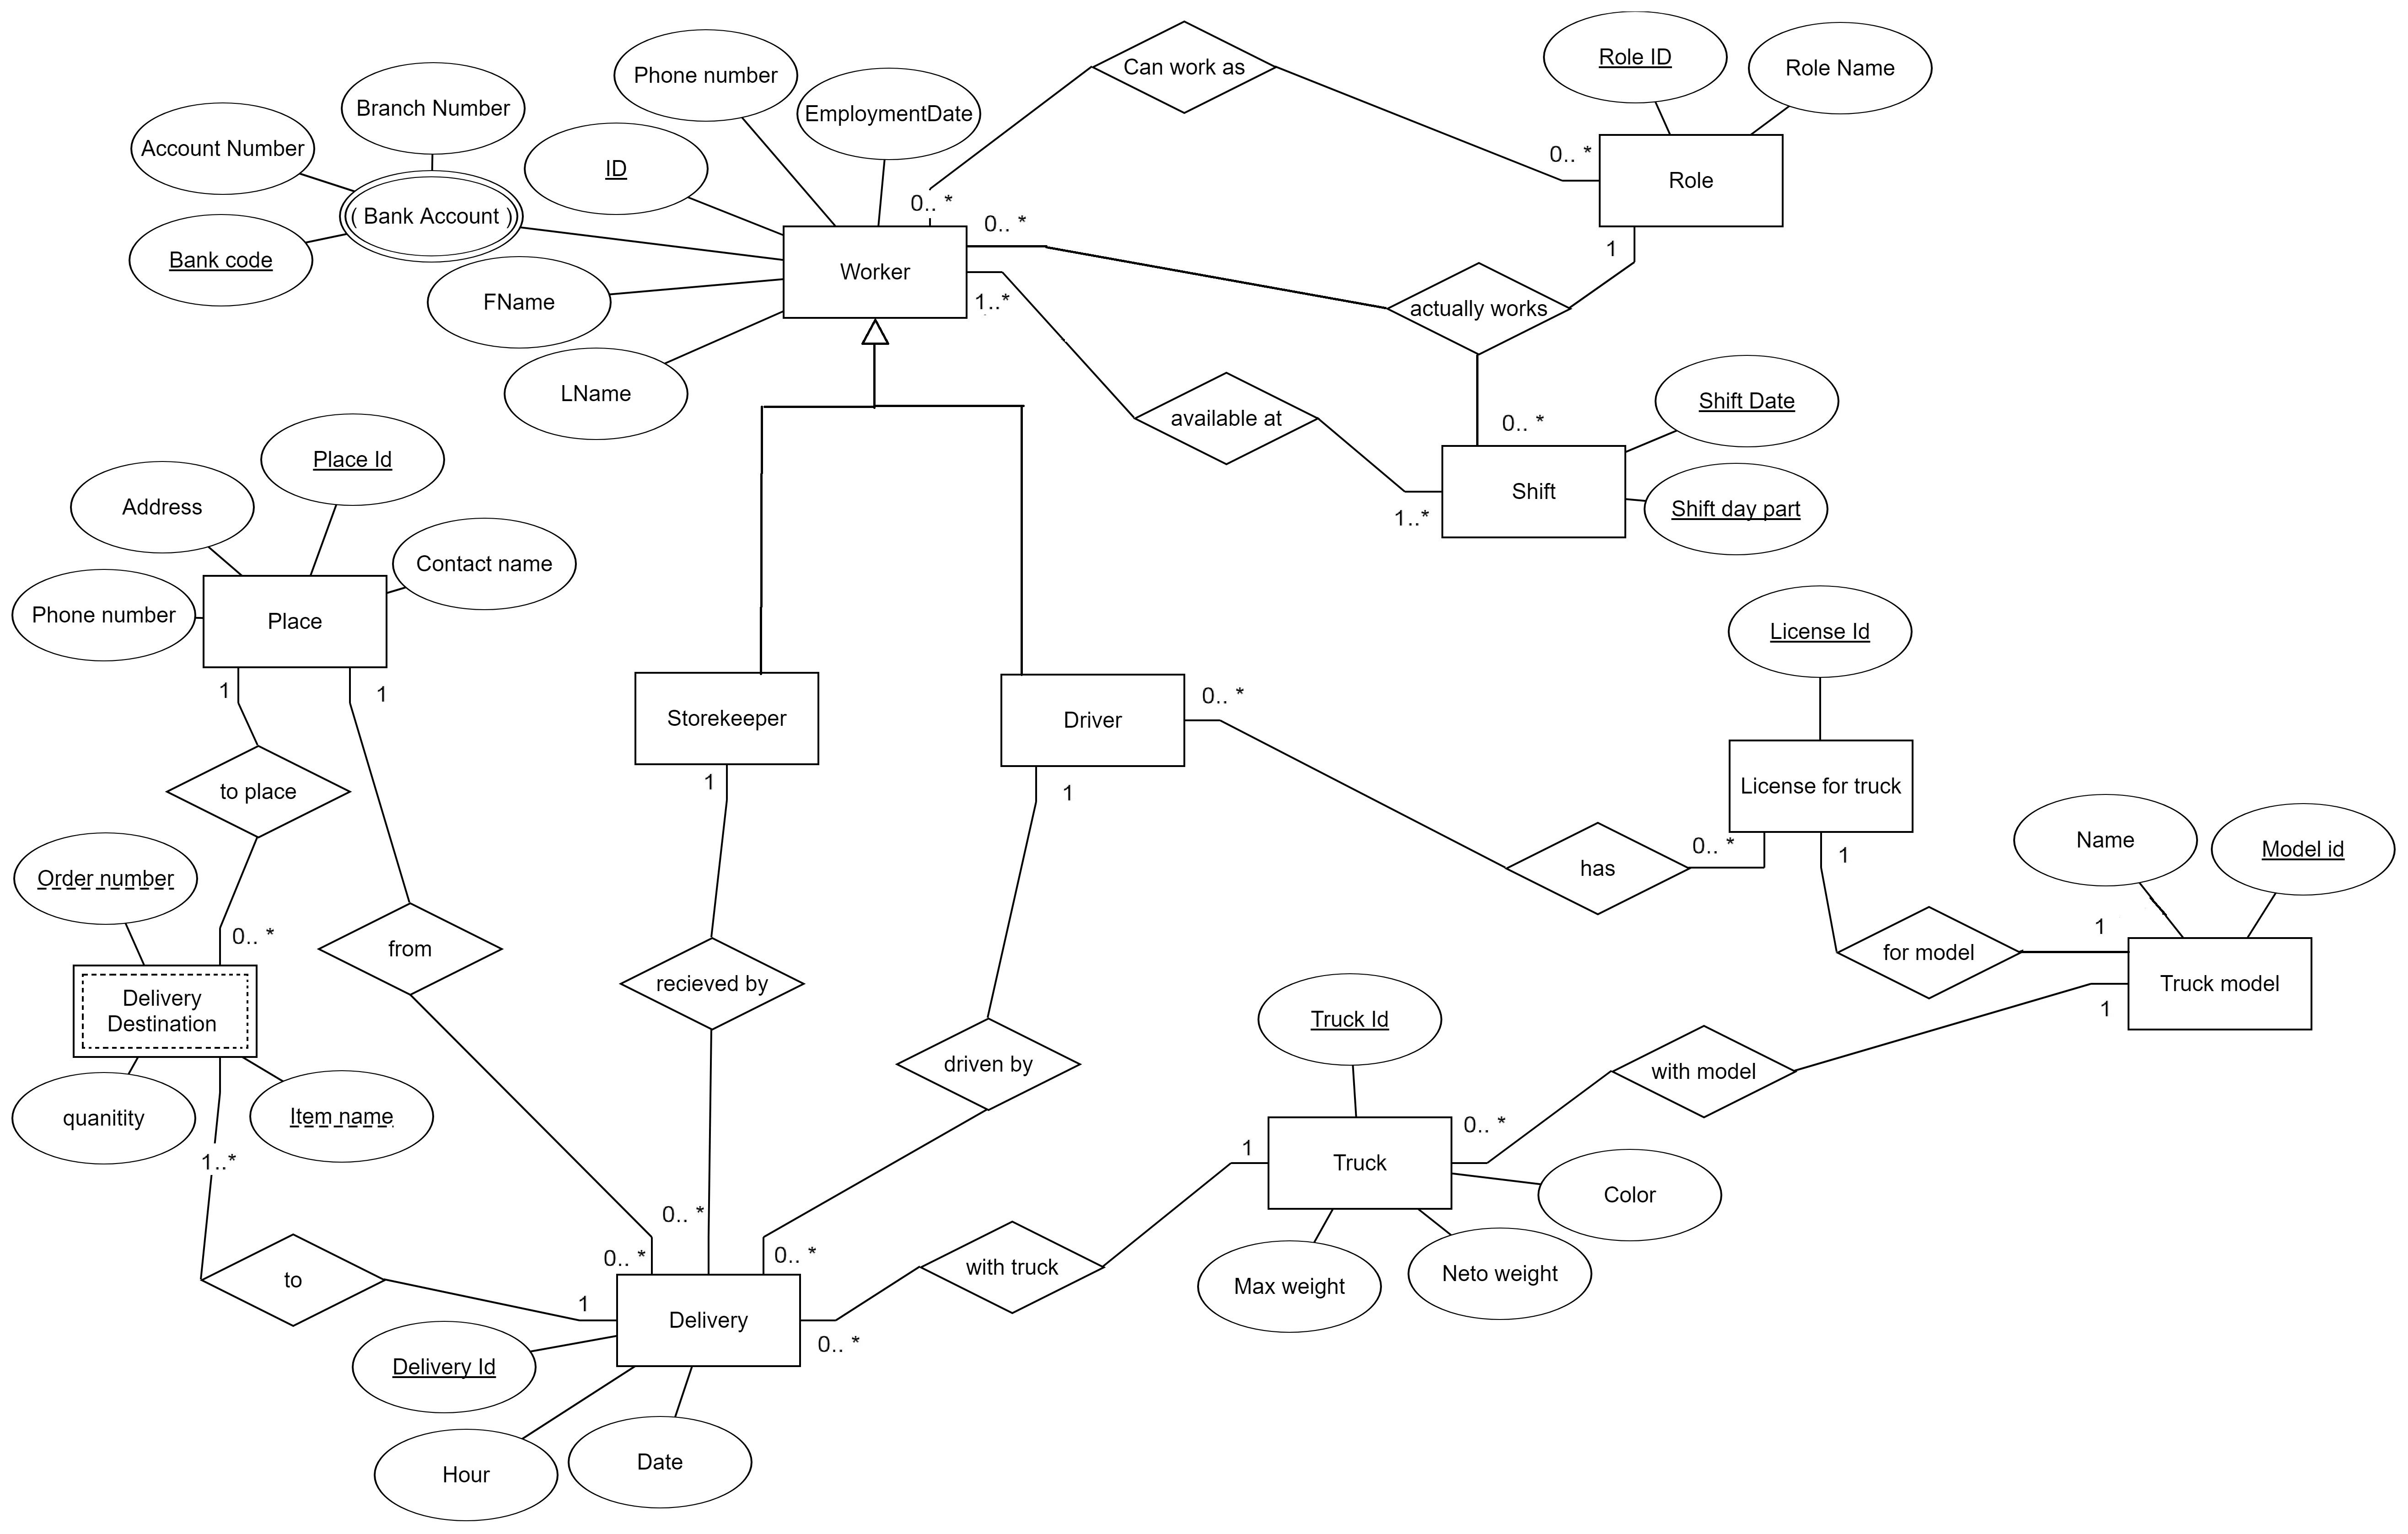 Role ID
Role Name
Can work as
Phone number
EmploymentDate
Branch Number
Account Number
ID
Bank code
( Bank Account )
FName
LName
Worker
0.. *
0.. *
1..*
0.. *
Role
1
actually works
available at
0.. *
1..*
Shift
Shift Date
Shift day part
Place Id
Address
Contact name
Phone number
Place
1
1
Storekeeper
1
Driver
0.. *
1
License Id
License for truck
0.. *
1
has
Name
Model id
for model
1
Truck model
1
to place
Order number
0.. *
from
Delivery
Destination
quanitity
Item name
1..*
recieved by
driven by
Truck Id
with model
0.. *
Truck
1
Color
Max weight
Neto weight
0.. *
0.. *
0.. *
with truck
to
1
Delivery
0.. *
Delivery Id
Hour
Date